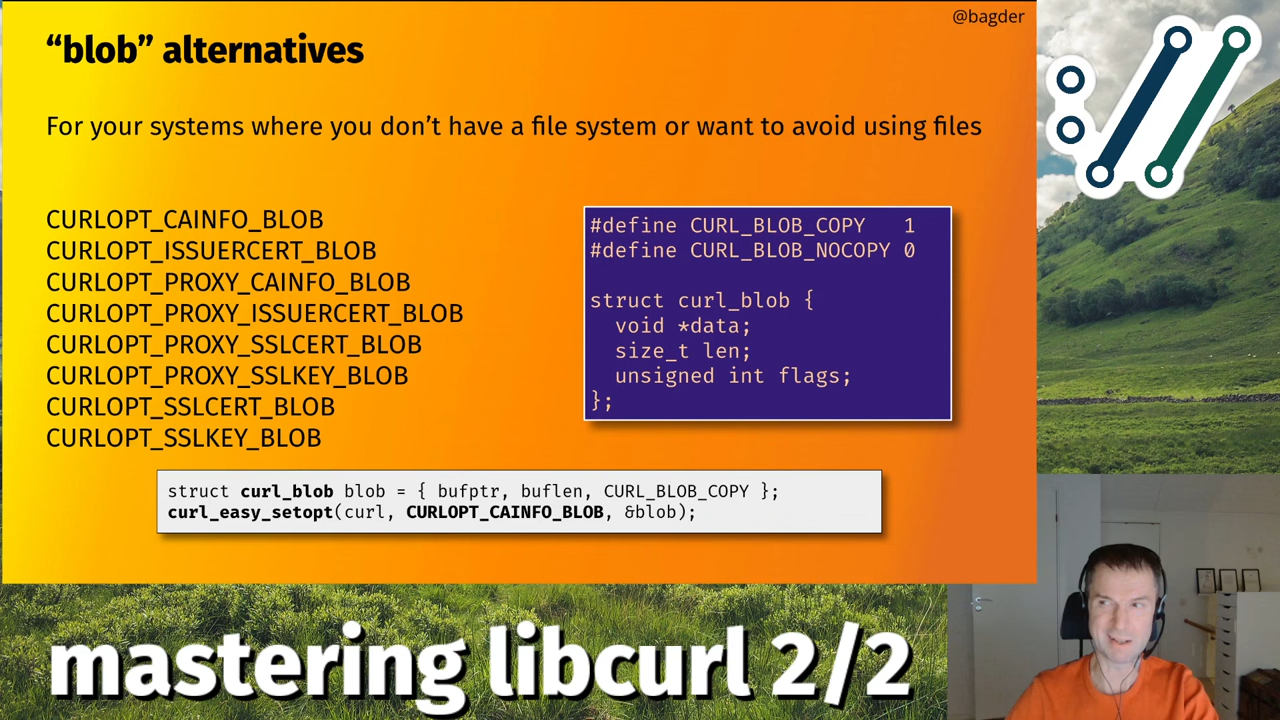 @bagder
“blob” alternatives
For your systems where you don’t have a file system or want to avoid using files
CURLOPT_CAINFO_BLOB
CURLOPT_ISSUERCERT_BLOB
CURLOPT_PROXY_CAINFO_BLOB
CURLOPT_PROXY_ISSUERCERT_BLOB
CURLOPT_PROXY_SSLCERT_BLOB
CURLOPT_PROXY_SSLKEY_BLOB
CURLOPT_SSLCERT_BLOB
CURLOPT_SSLKEY_BLOB
#define CURL_BLOB_COPY   1
#define CURL_BLOB_NOCOPY 0
struct curl_blob {
  void *data;
  size_t len;
  unsigned int flags;
};
struct curl_blob blob = { bufptr, buflen, CURL_BLOB_COPY };
curl_easy_setopt(curl, CURLOPT_CAINFO_BLOB, &blob);
mastering libcurl 2/2